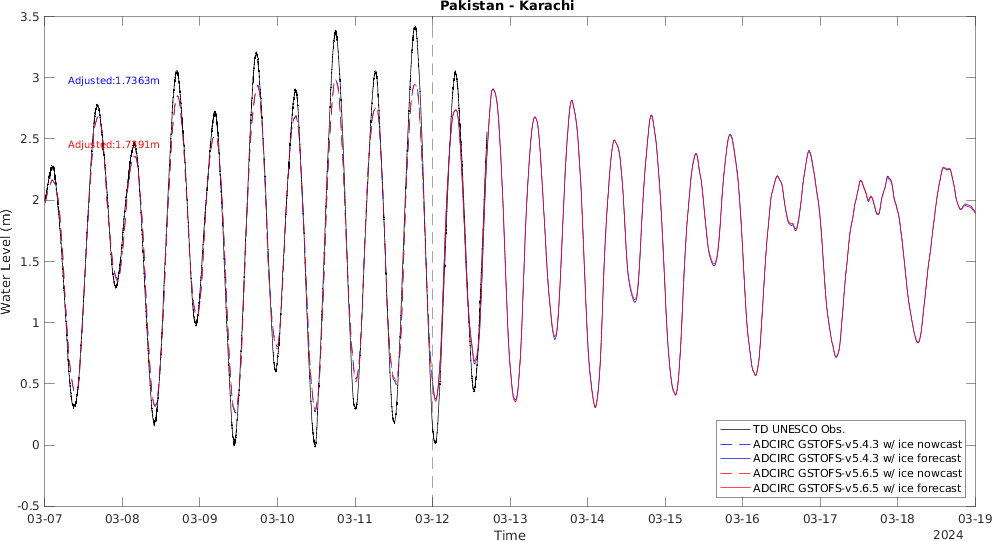 Pakistan - Karachi
3.5
3
2.5
2
1.5
1
0.5
0
-0.5
Water Level (m)
Adjusted:1.7363m
Adjusted:1.7391m
TD UNESCO Obs.
ADCIRC GSTOFS-v5.4.3 w/ ice nowcast
ADCIRC GSTOFS-v5.4.3 w/ ice forecast
ADCIRC GSTOFS-v5.6.5 w/ ice nowcast
ADCIRC GSTOFS-v5.6.5 w/ ice forecast
03-07 03-08 03-09 03-10 03-11 03-12 03-13 03-14 03-15 03-16 03-17 03-18 03-19
Time
2024